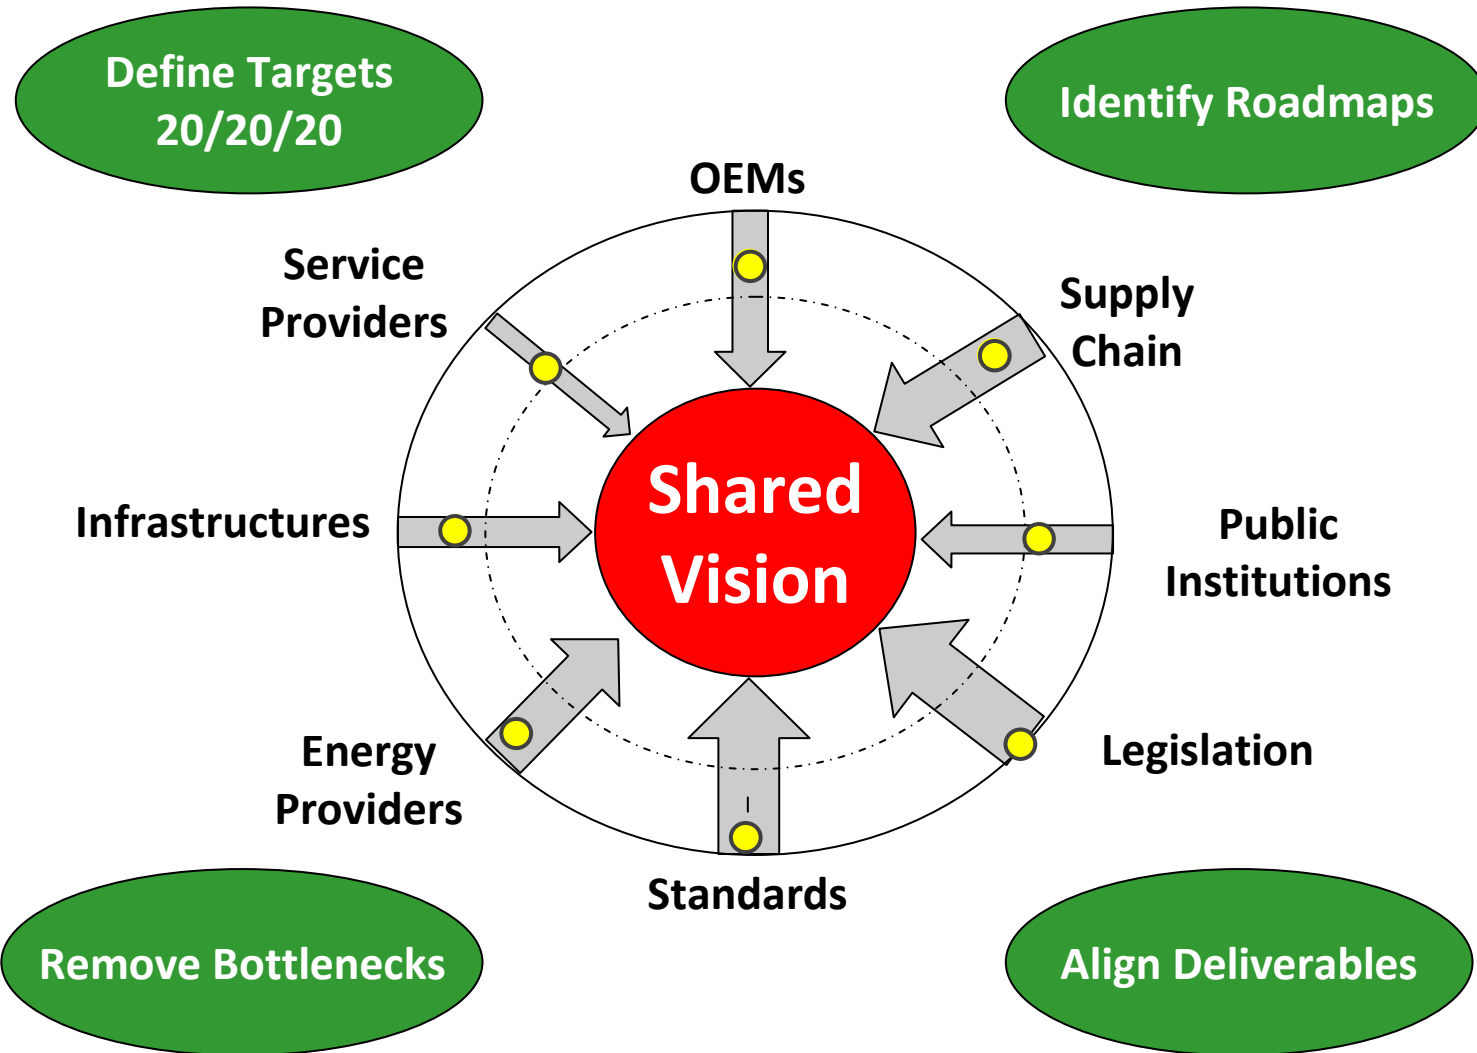 Define Targets
20/20/20
Identify Roadmaps
OEMs
Service
Providers
Supply
Chain
Shared
Vision
Infrastructures
Public
Institutions
Energy
Providers
Legislation
Standards
Remove Bottlenecks
Align Deliverables